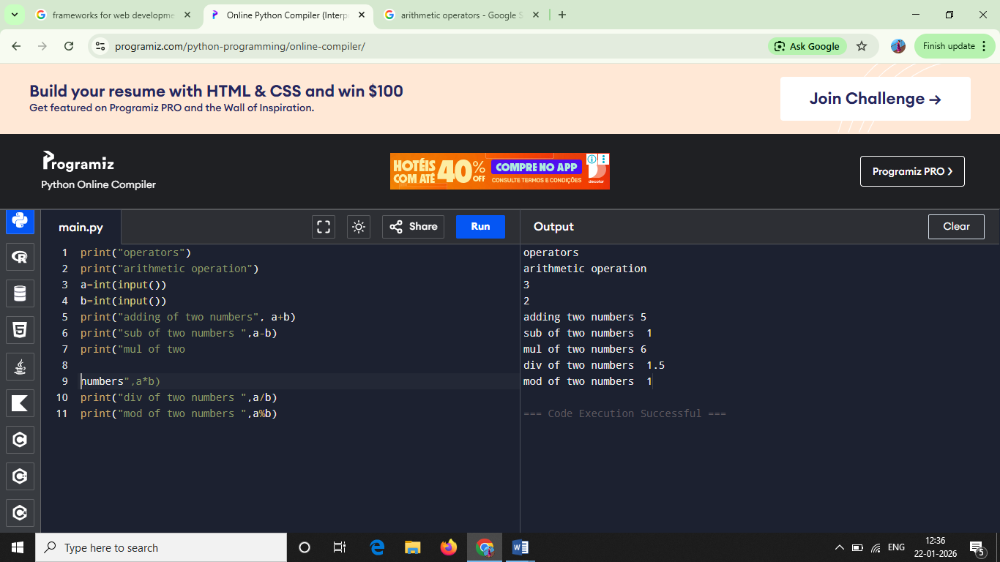 frameworks for web developme
Online Python Compiler (Interp
arithmetic operators - Google S
programiz.com/python-programming/online-compiler/
Ask Google
Finish update
Build your resume with HTML & CSS and win $100
Get featured on Programiz PRO and the Wall of Inspiration.
Join Challenge →
Programiz
Python Online Compiler
HOTÉIS COM ATÉ 40% OFF
COMPRE NO APP
CONSULTE TERMOS E CONDIÇÕES
decolar
Programiz PRO ❯
main.py
Share
Run
Output
Clear
1 print("operators")
2 print("arithmetic operation")
3 a=int(input())
4 b=int(input())
5 print("adding of two numbers", a+b)
6 print("sub of two numbers ",a-b)
7 print("mul of two
8
9 numbers",a*b)
10 print("div of two numbers ",a/b)
11 print("mod of two numbers ",a%b)
operators
arithmetic operation
3
2
adding two numbers 5
sub of two numbers  1
mul of two numbers 6
div of two numbers  1.5
mod of two numbers  1
=== Code Execution Successful ===
Type here to search
ENG
12:36
22-01-2026
5